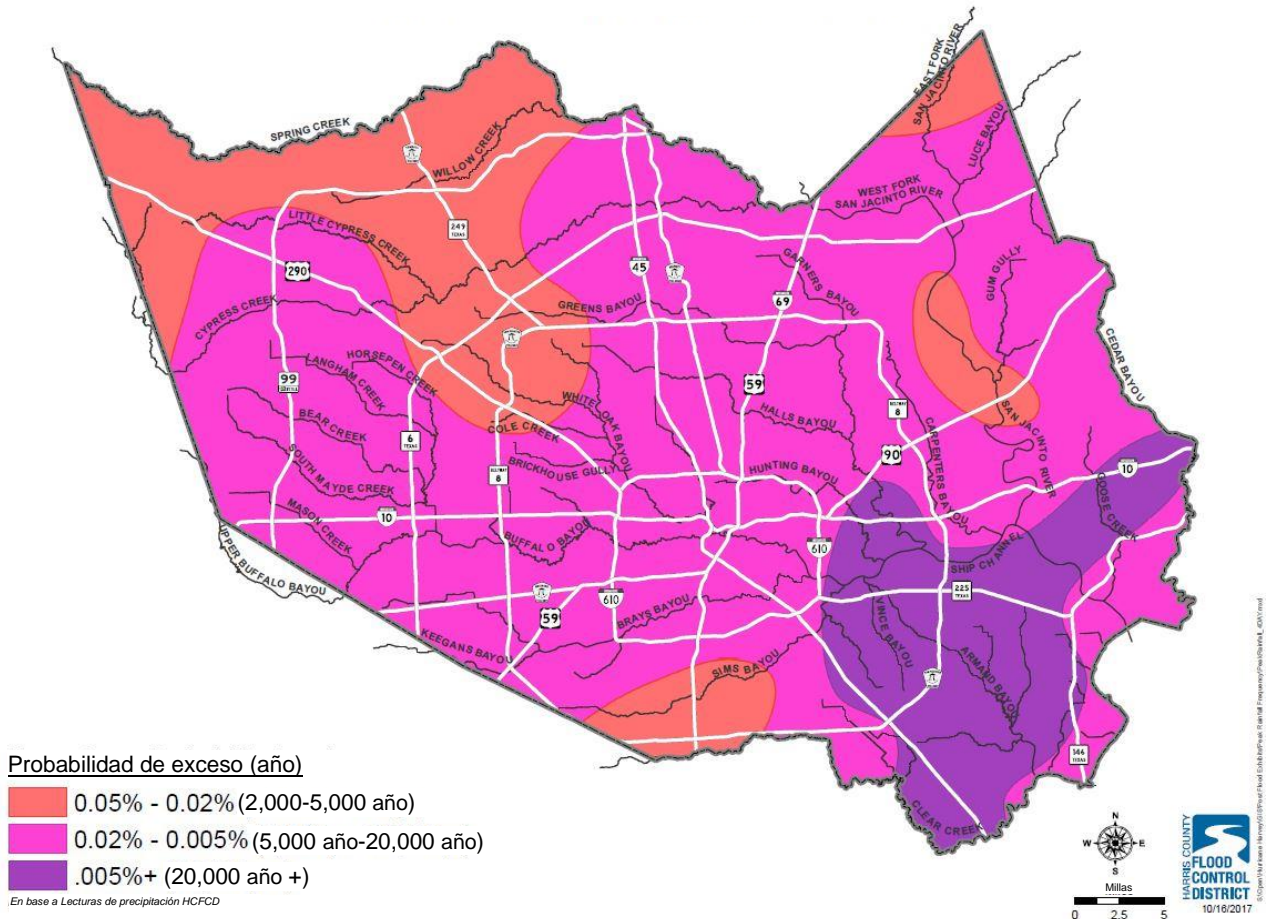 EAST FORK
SAN JACINTO RIVER
SPRING CREEK
LUCE BAYOU
WILLOW CREEK
WEST FORK
SAN JACINTO RIVER
LITTLE CYPRESS CREEK
249
TEXAS
290
45
GARNERS BAYOU
GUM GULLY
69
CYPRESS CREEK
GREENS BAYOU
CEDAR BAYOU
HORSEPEN CREEK
LANGHAM CREEK
99
59
BEAR CREEK
WHITE OAK BAYOU
HALLS BAYOU
8
CARPENTERS BAYOU
SAN JACINTO RIVER
COLE CREEK
6
TEXAS
SOUTH MAYDE CREEK
BRICKHOUSE GULLY
8
HUNTING BAYOU
90
10
GOOSE CREEK
MASON CREEK
10
BUFFALO BAYOU
610
SHIP CHANNEL
UPPER BUFFALO BAYOU
59
610
BRAYS BAYOU
VINCE BAYOU
225
TEXAS
KEEGANS BAYOU
SIMS BAYOU
ARMAND BAYOU
146
TEXAS
CLEAR CREEK
Probabilidad de exceso (año)
0.05% - 0.02% (2,000-5,000 año)
0.02% - 0.005% (5,000 año-20,000 año)
.005%+ (20,000 año +)
En base a Lecturas de precipitación HCFCD
N
W E
S
Millas
0 2.5 5
HARRIS COUNTY
FLOOD
CONTROL
DISTRICT
10/16/2017